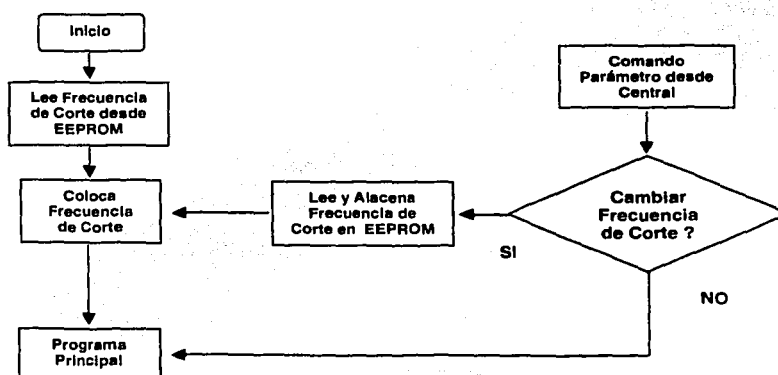 Inicio
Lee Frecuencia
de Corte desde
EEPROM
Coloca
Frecuencia
de Corte
Programa
Principal
Lee y Alacena
Frecuencia de
Corte en EEPROM
Comando
Parámetro desde
Central
Cambiar
Frecuencia
de Corte ?
SI
NO